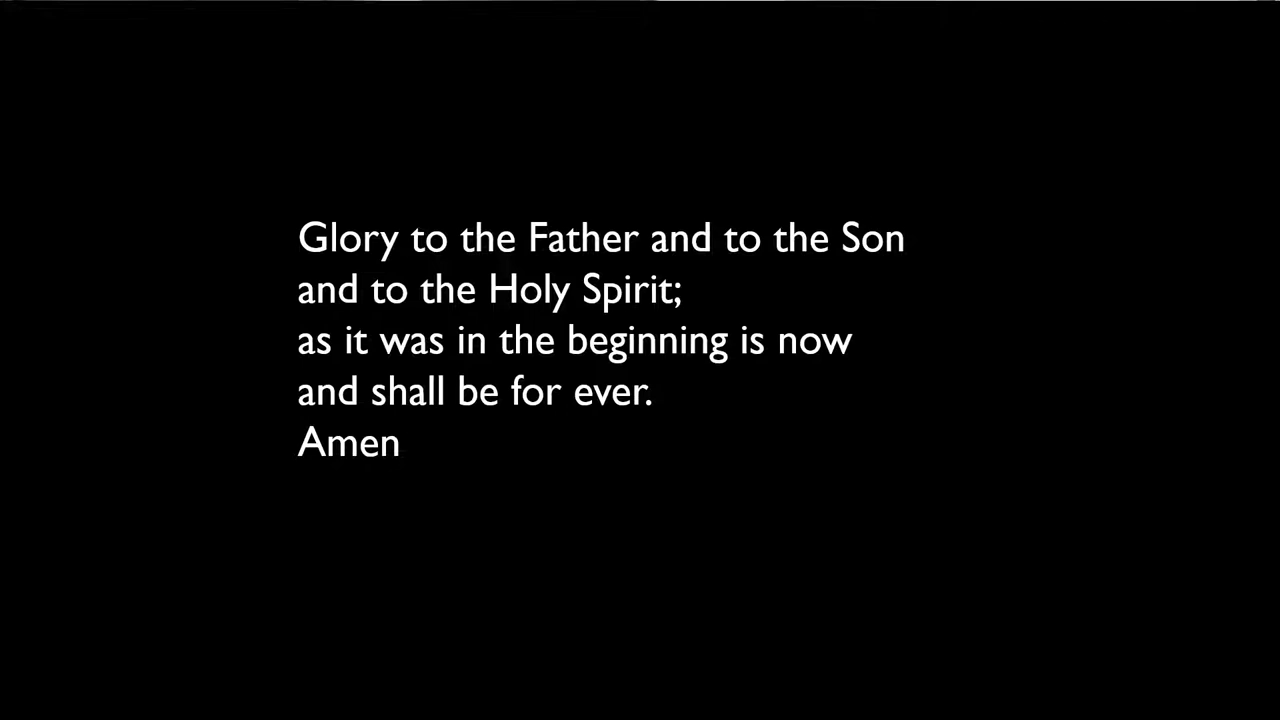 Glory to the Father and to the Son
and to the Holy Spirit;
as it was in the beginning is now
and shall be for ever.
Amen